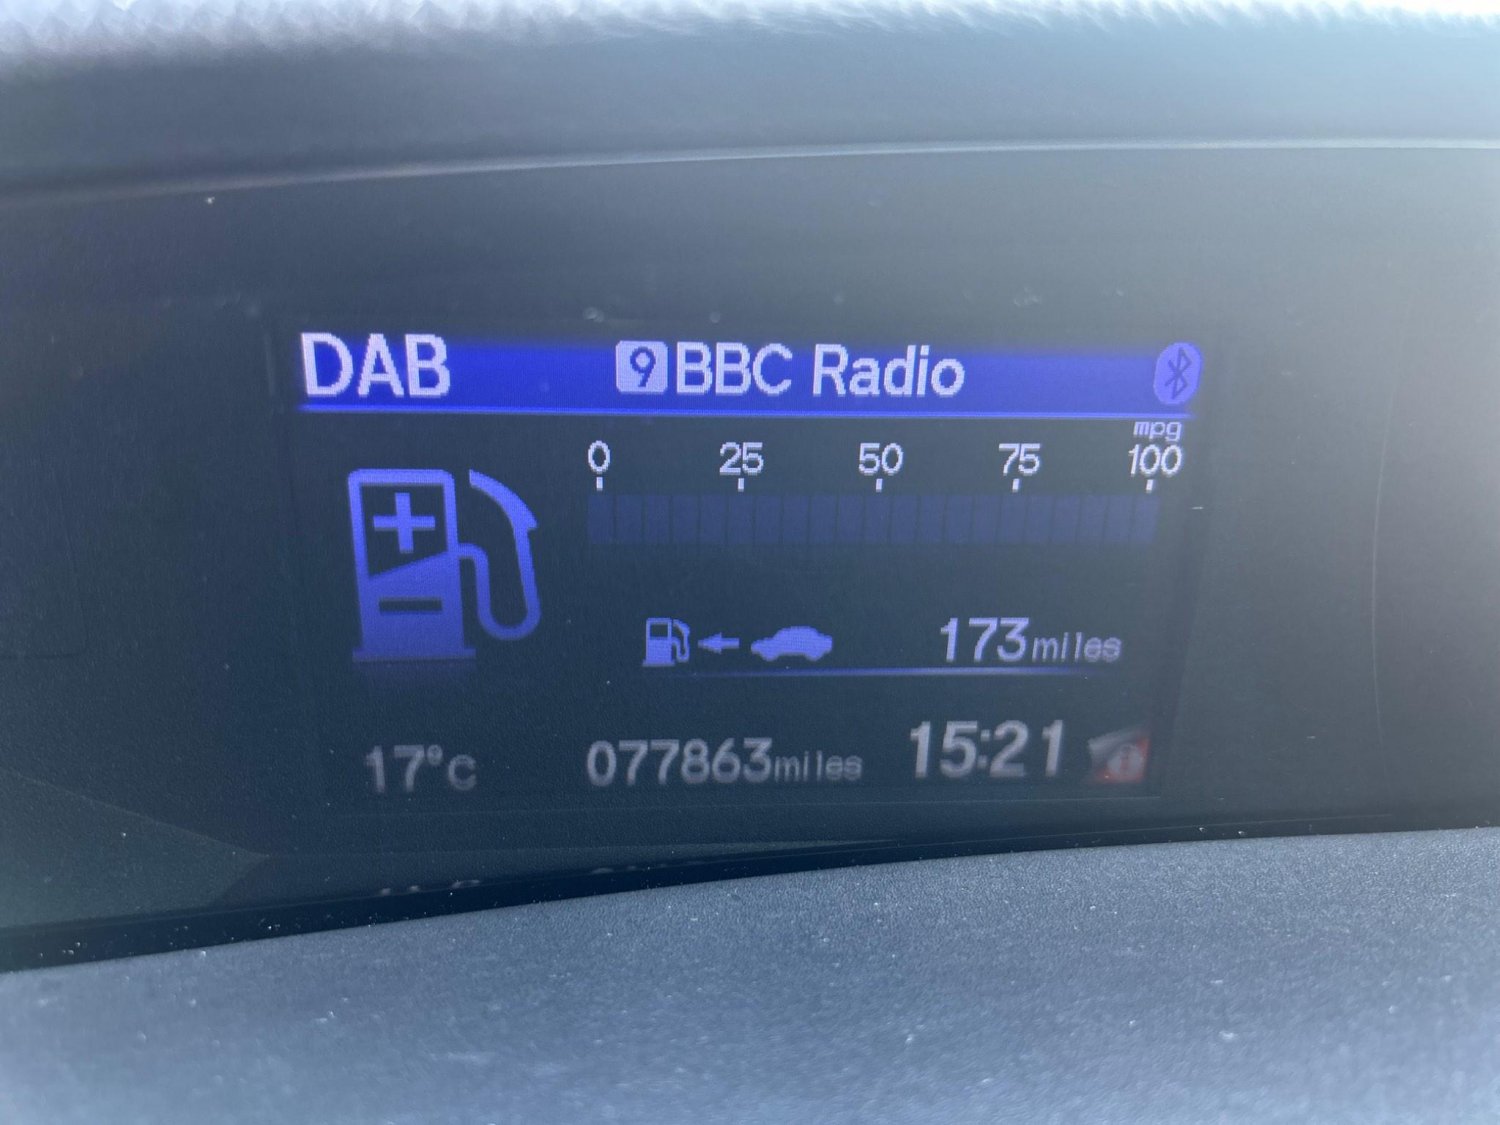 DAB 9 BBC Radio
mpg
0 25 50 75 100
173miles
17°C 077863miles 15:21